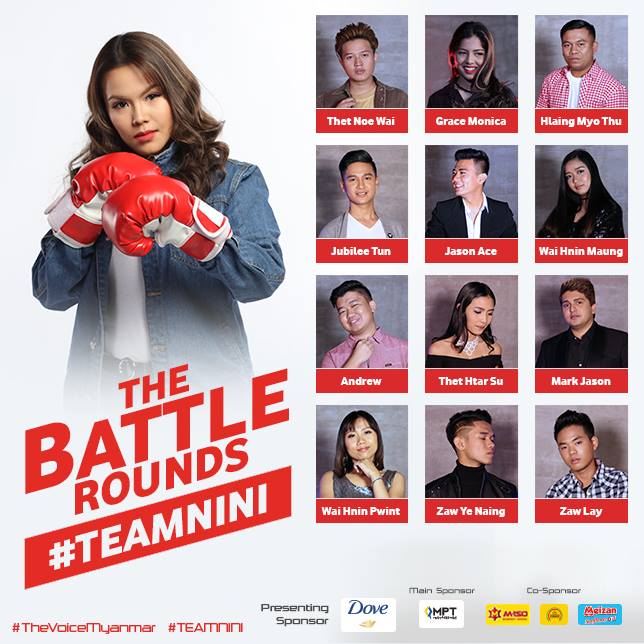 Thet Noe Wai
Grace Monica
Hlaing Myo Thu
Jubilee Tun
Jason Ace
Wai Hnin Maung
Andrew
Thet Htar Su
Mark Jason
Wai Hnin Pwint
Zaw Ye Naing
Zaw Lay
THE
BATTLE
ROUNDS
#TEAMNINI
#TheVoiceMyanmar #TEAMNINI
Presenting
Sponsor
Dove
Main Sponsor
MPT
Co-Sponsor
MISO
Meizan